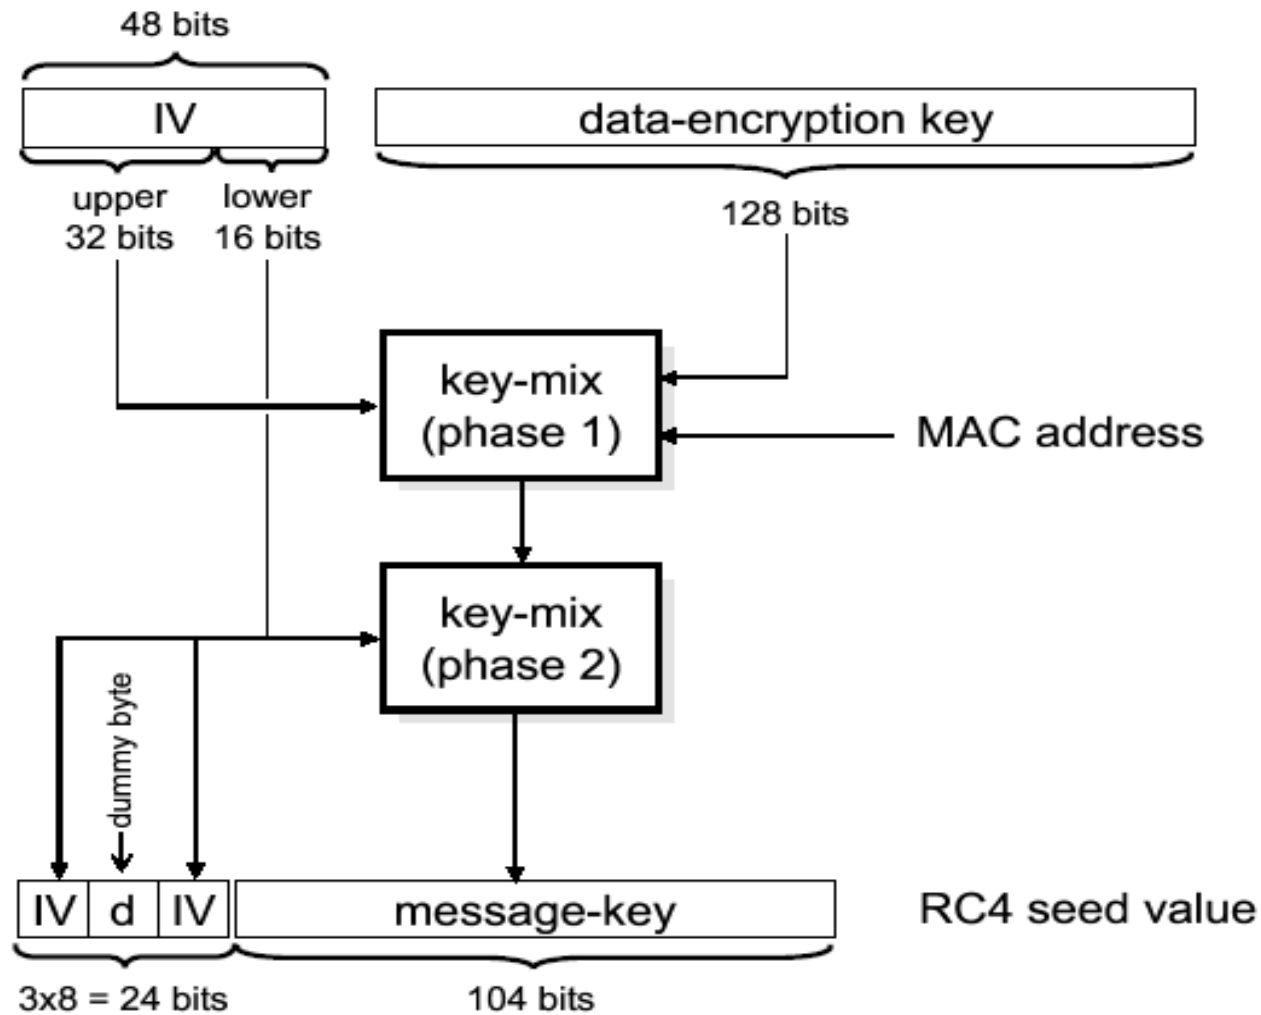 48 bits
IV
data-encryption key
upper
32 bits
lower
16 bits
128 bits
key-mix
(phase 1)
MAC address
key-mix
(phase 2)
dummy byte
IV d IV
message-key
RC4 seed value
3x8 = 24 bits
104 bits